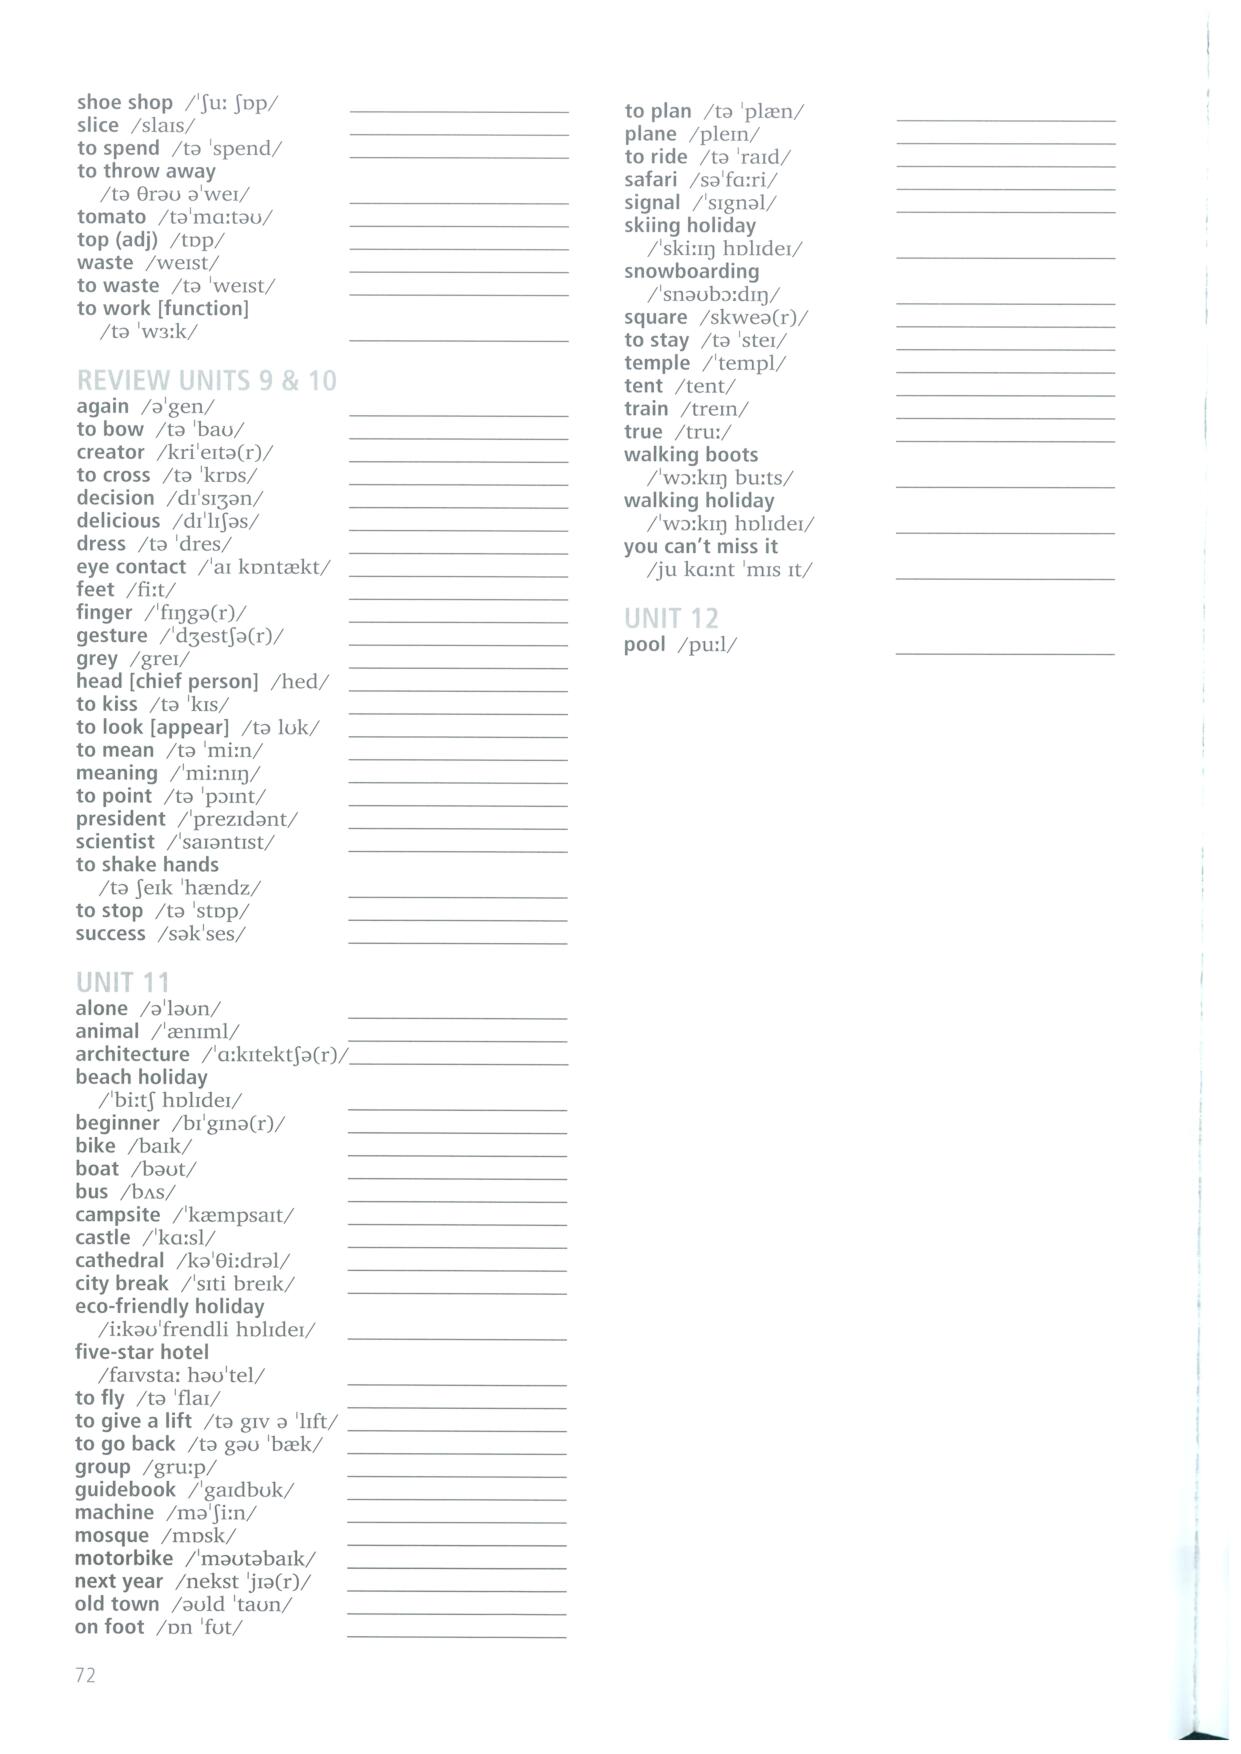 shoe shop /ˈʃuː ʃɒp/
slice /slaɪs/
to spend /tə ˈspend/
to throw away
/tə θrəʊ əˈweɪ/
tomato /təˈmɑːtəʊ/
top (adj) /tɒp/
waste /weɪst/
to waste /tə ˈweɪst/
to work [function]
/tə ˈwɜːk/
REVIEW UNITS 9 & 10
again /əˈgen/
to bow /tə ˈbaʊ/
creator /kriˈeɪtə(r)/
to cross /tə ˈkrɒs/
decision /dɪˈsɪʒən/
delicious /dɪˈlɪʃəs/
dress /tə ˈdres/
eye contact /ˈaɪ kɒntækt/
feet /fiːt/
finger /ˈfɪŋgə(r)/
gesture /ˈdʒestʃə(r)/
grey /greɪ/
head [chief person] /hed/
to kiss /tə ˈkɪs/
to look [appear] /tə lʊk/
to mean /tə ˈmiːn/
meaning /ˈmiːnɪŋ/
to point /tə ˈpɔɪnt/
president /ˈprezɪdənt/
scientist /ˈsaɪəntɪst/
to shake hands
/tə ʃeɪk ˈhændz/
to stop /tə ˈstɒp/
success /səkˈses/
UNIT 11
alone /əˈləʊn/
animal /ˈænɪml/
architecture /ˈɑːkɪtektʃə(r)/
beach holiday
/ˈbiːtʃ hɒlɪdeɪ/
beginner /bɪˈgɪnə(r)/
bike /baɪk/
boat /bəʊt/
bus /bʌs/
campsite /ˈkæmpsaɪt/
castle /ˈkɑːsl/
cathedral /kəˈθiːdrəl/
city break /ˈsɪti breɪk/
eco-friendly holiday
/iːkəʊˈfrendli hɒlɪdeɪ/
five-star hotel
/faɪvstaː həʊˈtel/
to fly /tə ˈflaɪ/
to give a lift /tə gɪv ə ˈlɪft/
to go back /tə gəʊ ˈbæk/
group /gruːp/
guidebook /ˈgaɪdbʊk/
machine /məˈʃiːn/
mosque /mɒsk/
motorbike /ˈməʊtəbaɪk/
next year /nekst ˈjɪə(r)/
old town /əʊld ˈtaʊn/
on foot /ɒn ˈfʊt/
72
to plan /tə ˈplæn/
plane /pleɪn/
to ride /tə ˈraɪd/
safari /səˈfɑːri/
signal /ˈsɪgnəl/
skiing holiday
/ˈskiːɪŋ hɒlɪdeɪ/
snowboarding
/ˈsnəʊbɔːdɪŋ/
square /skweə(r)/
to stay /tə ˈsteɪ/
temple /ˈtempl/
tent /tent/
train /treɪn/
true /truː/
walking boots
/ˈwɔːkɪŋ buːts/
walking holiday
/ˈwɔːkɪŋ hɒlɪdeɪ/
you can't miss it
/ju kɑːnt ˈmɪs ɪt/
UNIT 12
pool /puːl/